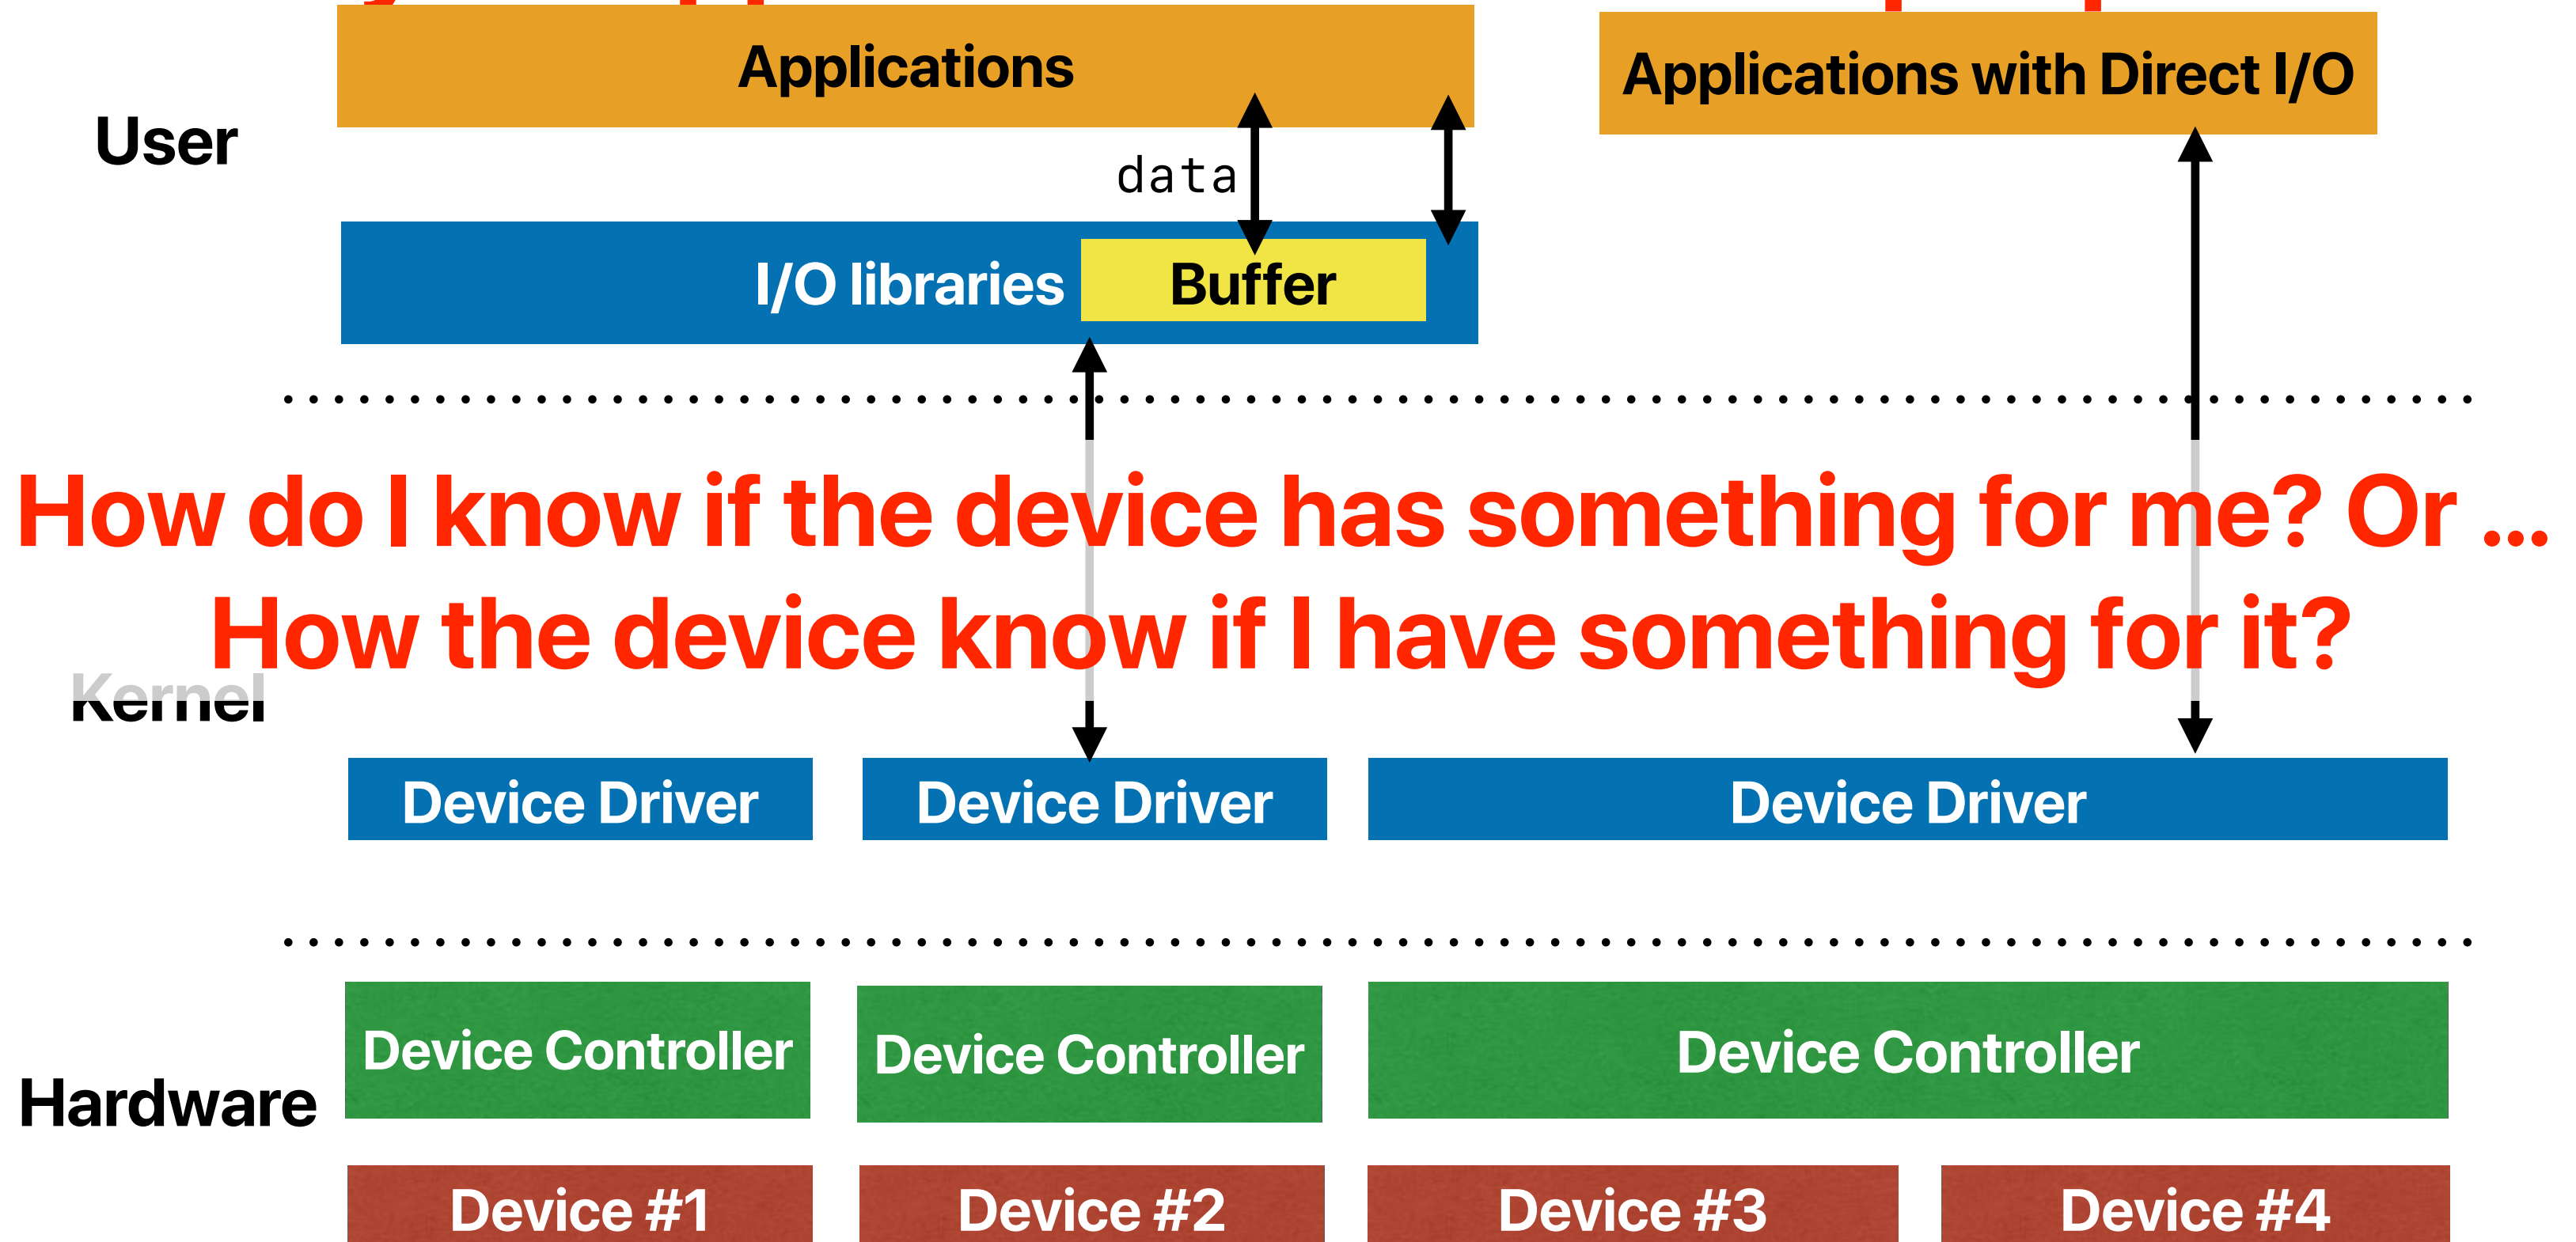 Applications
Applications with Direct I/O
User
data
I/O libraries
Buffer
How do I know if the device has something for me? Or ...
How the device know if I have something for it?
Kernel
Device Driver
Device Driver
Device Driver
Device Controller
Device Controller
Device Controller
Hardware
Device #1
Device #2
Device #3
Device #4